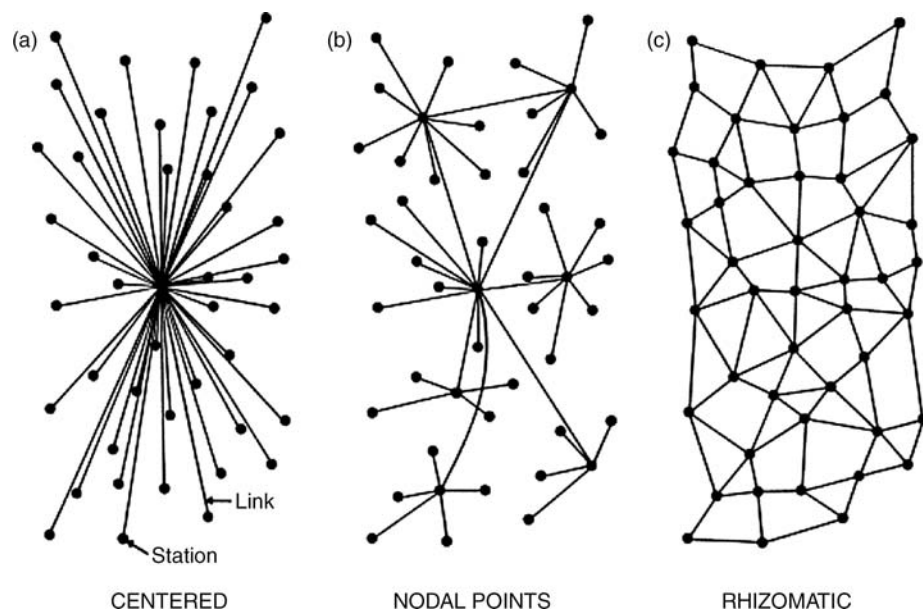 (a)
(b)
(c)
Link
Station
CENTERED
NODAL POINTS
RHIZOMATIC